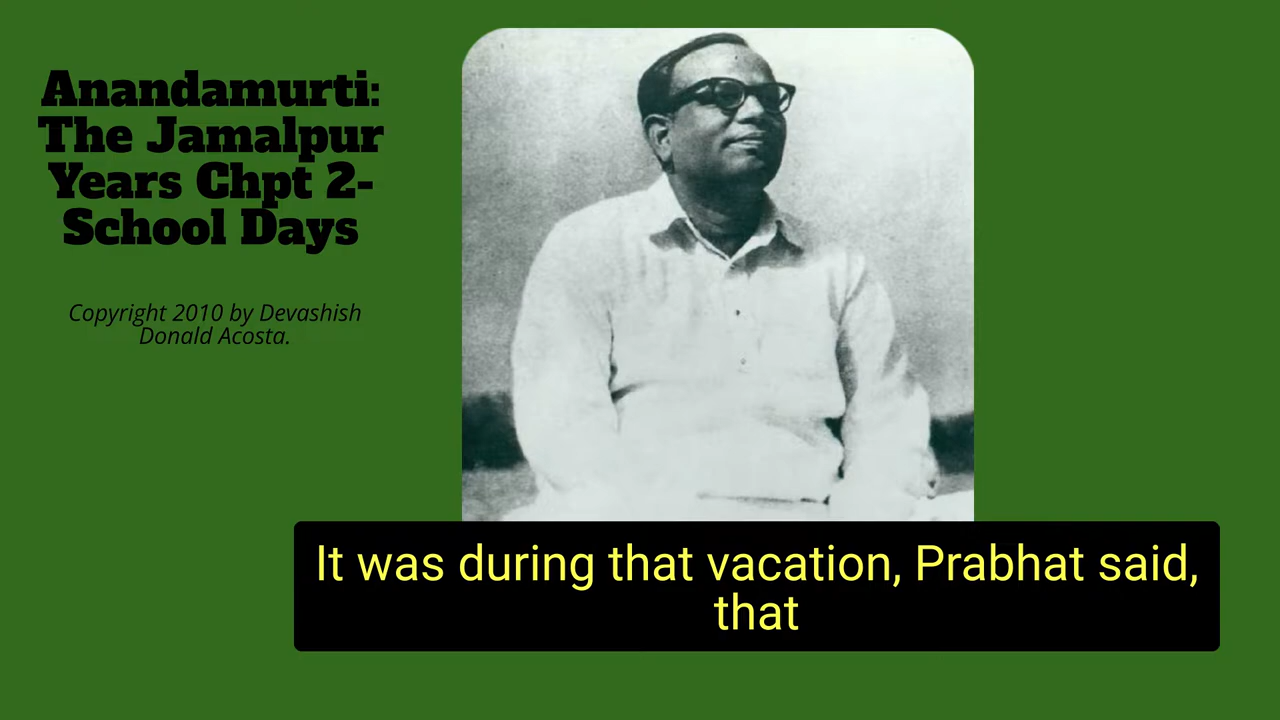 Anandamurti:
The Jamalpur
Years Chpt 2-
School Days
Copyright 2010 by Devashish
Donald Acosta.
It was during that vacation, Prabhat said,
that